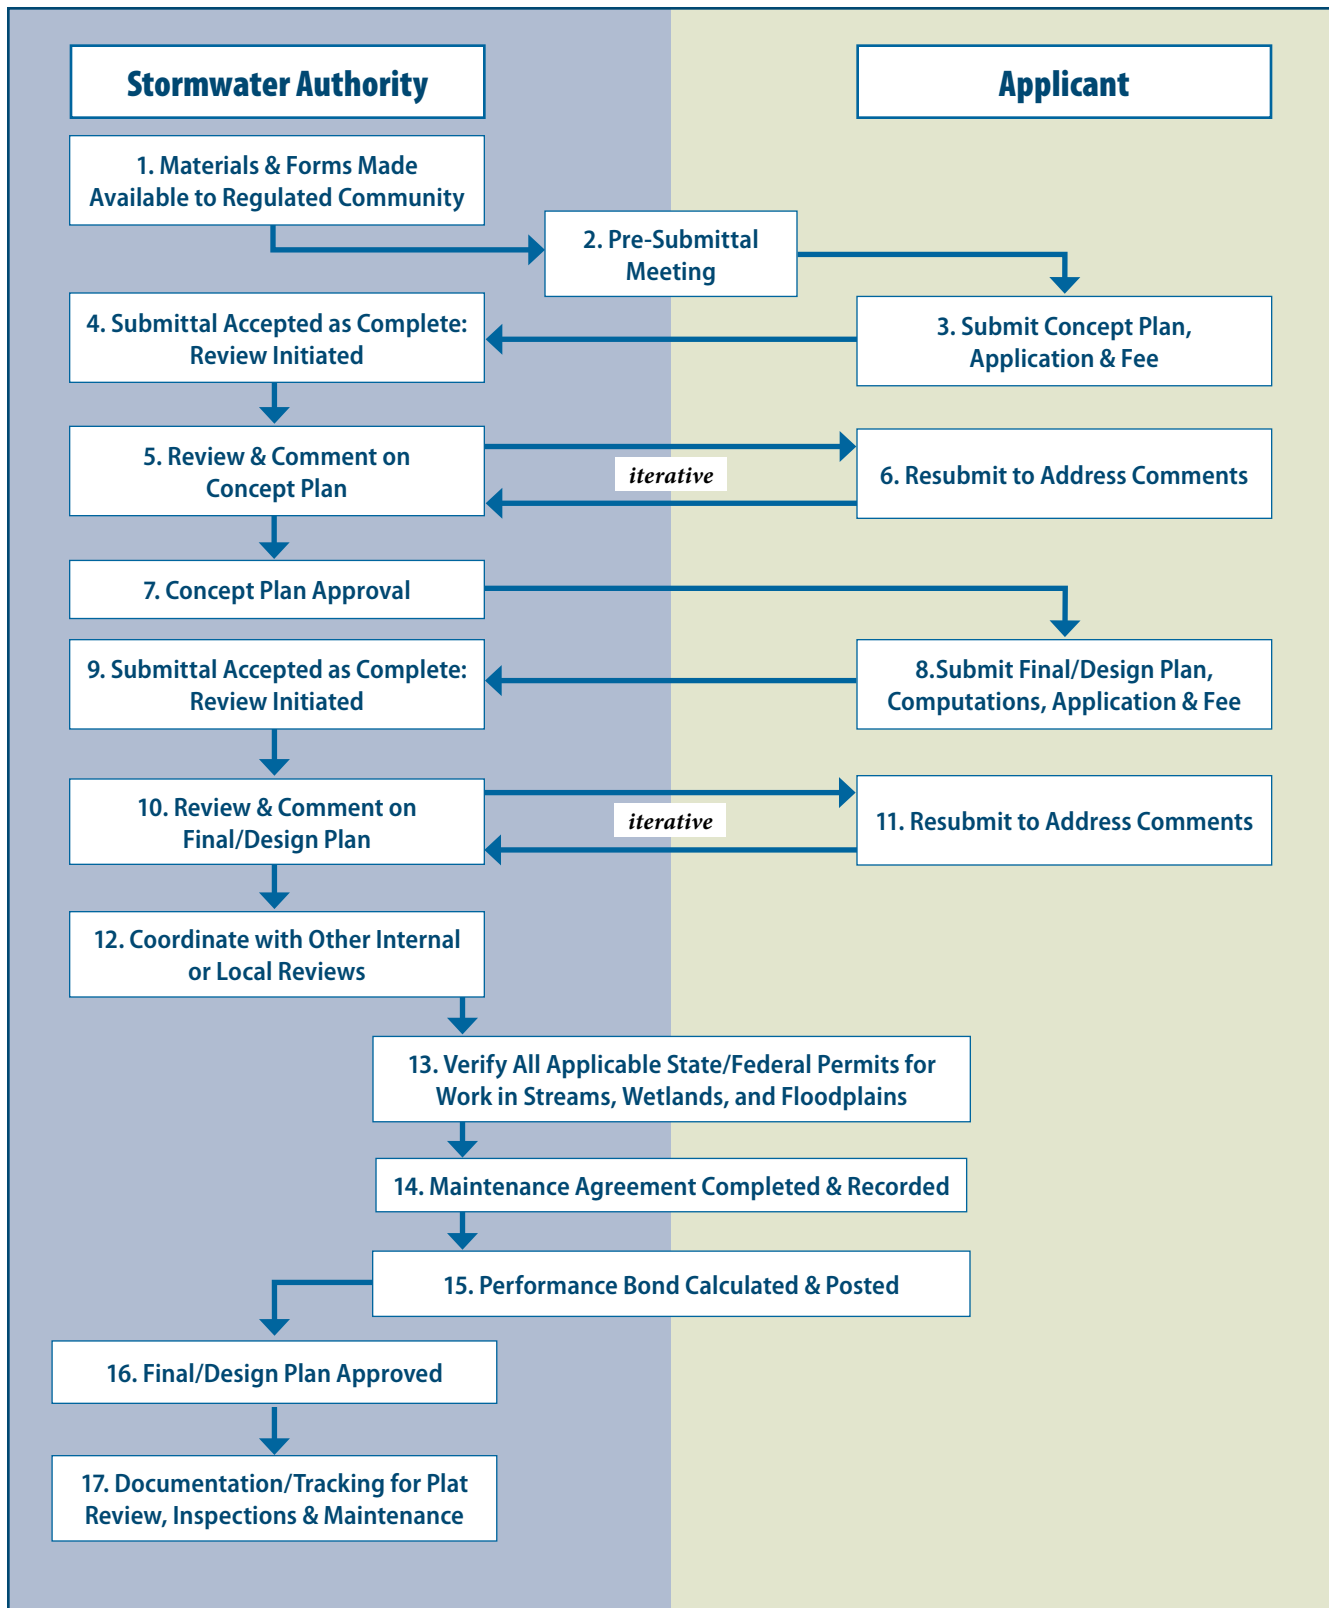 Stormwater Authority
Applicant
1. Materials & Forms Made
Available to Regulated Community
2. Pre-Submittal
Meeting
3. Submit Concept Plan,
Application & Fee
4. Submittal Accepted as Complete:
Review Initiated
5. Review & Comment on
Concept Plan
iterative
6. Resubmit to Address Comments
7. Concept Plan Approval
8.Submit Final/Design Plan,
Computations, Application & Fee
9. Submittal Accepted as Complete:
Review Initiated
10. Review & Comment on
Final/Design Plan
iterative
11. Resubmit to Address Comments
12. Coordinate with Other Internal
or Local Reviews
13. Verify All Applicable State/Federal Permits for
Work in Streams, Wetlands, and Floodplains
14. Maintenance Agreement Completed & Recorded
15. Performance Bond Calculated & Posted
16. Final/Design Plan Approved
17. Documentation/Tracking for Plat
Review, Inspections & Maintenance